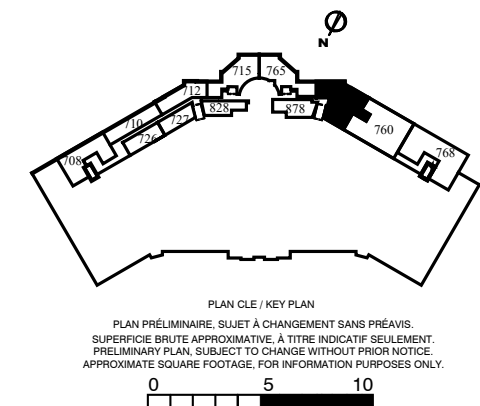 N
715 765
712
828 878
710 727 760
726
708 768
PLAN CLE / KEY PLAN
PLAN PRÉLIMINAIRE, SUJET À CHANGEMENT SANS PRÉAVIS.
SUPERFICIE BRUTE APPROXIMATIVE, À TITRE INDICATIF SEULEMENT.
PRELIMINARY PLAN, SUBJECT TO CHANGE WITHOUT PRIOR NOTICE.
APPROXIMATE SQUARE FOOTAGE, FOR INFORMATION PURPOSES ONLY.
0 5 10